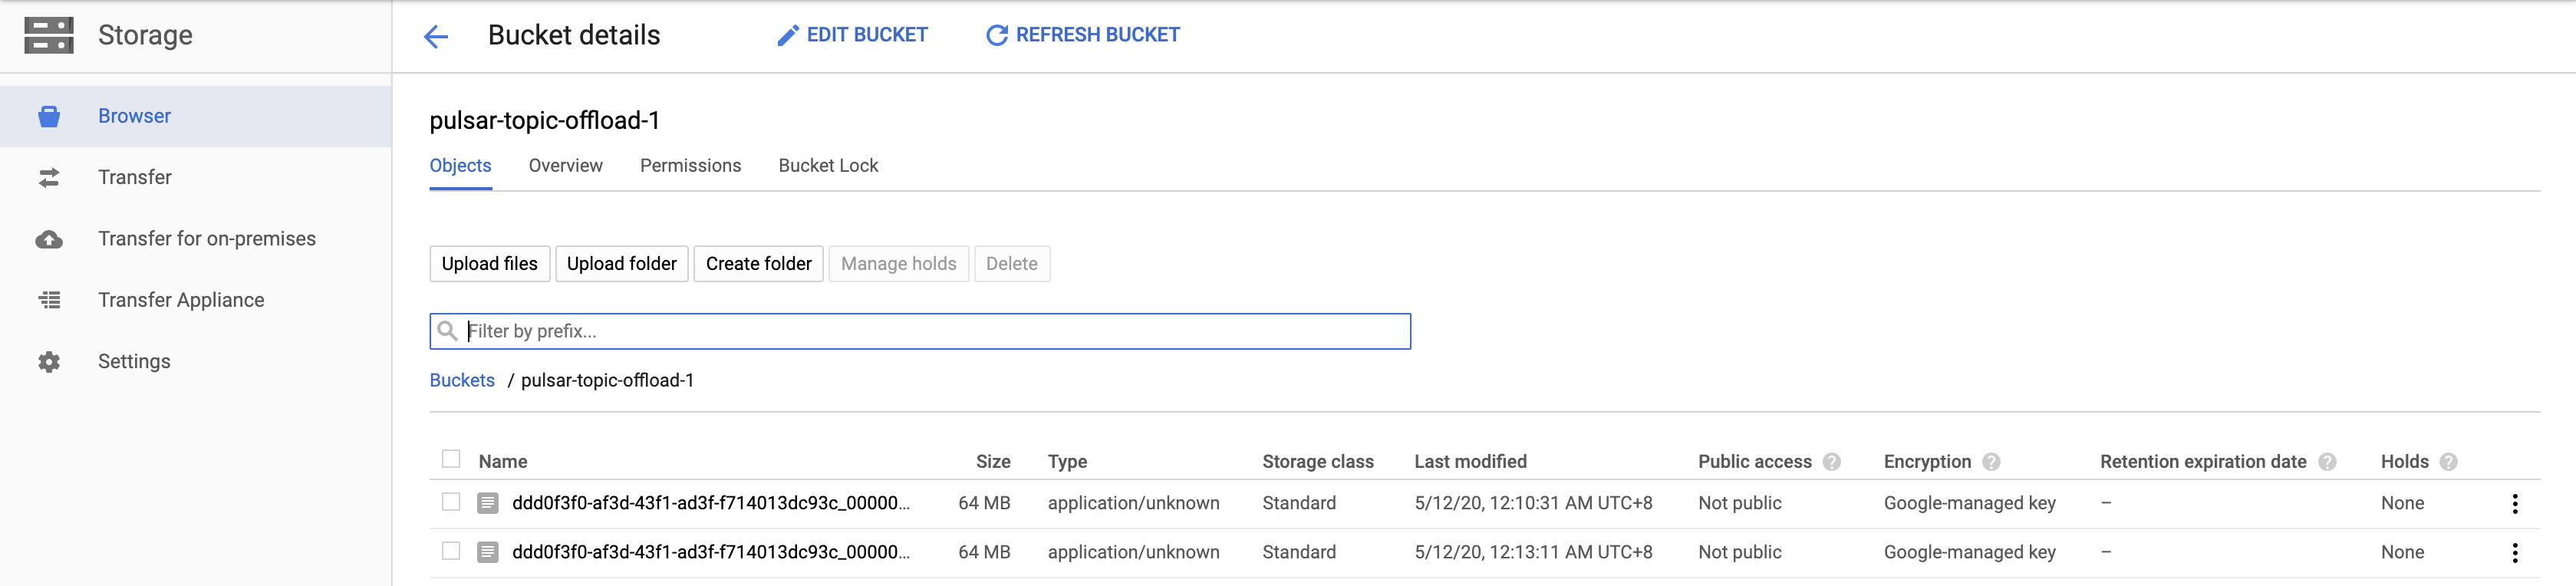 Storage
Bucket details EDIT BUCKET REFRESH BUCKET
Browser
Transfer
Transfer for on-premises
Transfer Appliance
Settings
pulsar-topic-offload-1
Objects Overview Permissions Bucket Lock
Upload files Upload folder Create folder Manage holds Delete
Filter by prefix...
Buckets / pulsar-topic-offload-1
Name Size Type Storage class Last modified Public access ? Encryption ? Retention expiration date ? Holds ?
ddd0f3f0-af3d-43f1-ad3f-f714013dc93c_00000... 64 MB application/unknown Standard 5/12/20, 12:10:31 AM UTC+8 Not public Google-managed key – None
ddd0f3f0-af3d-43f1-ad3f-f714013dc93c_00000... 64 MB application/unknown Standard 5/12/20, 12:13:11 AM UTC+8 Not public Google-managed key – None